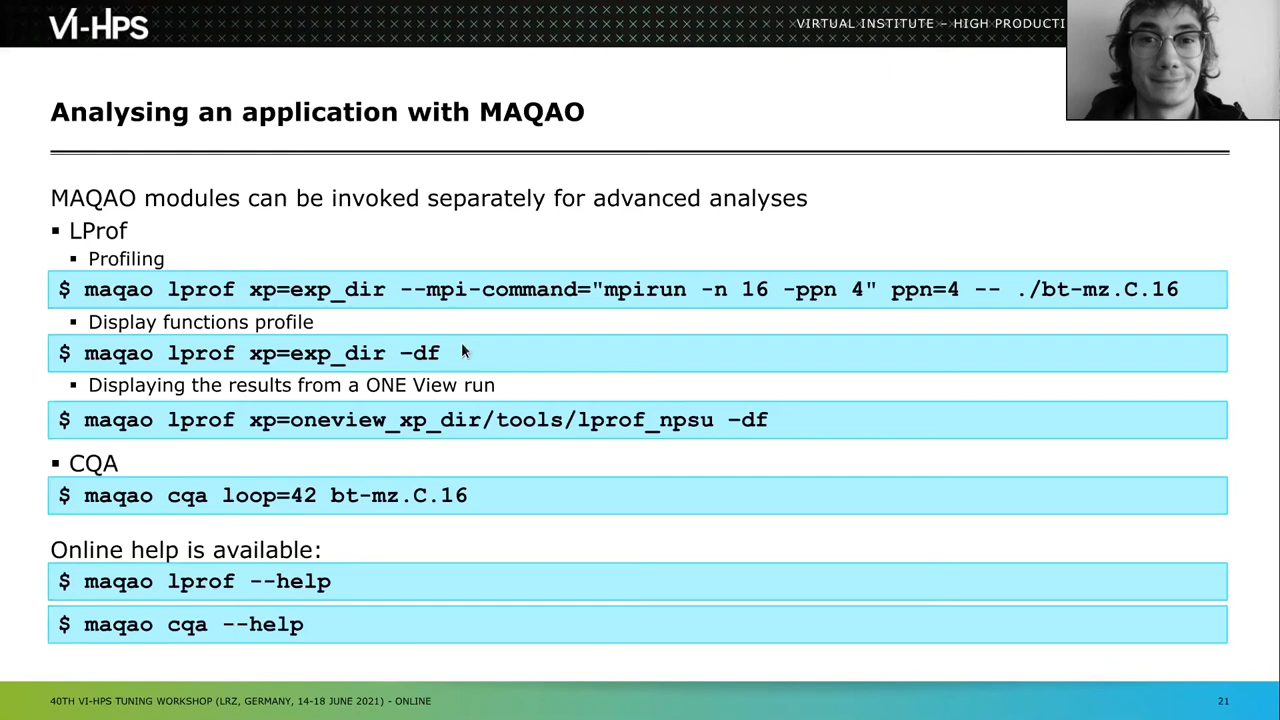 VI-HPS
VIRTUAL INSTITUTE – HIGH PRODUCTI
Analysing an application with MAQAO
MAQAO modules can be invoked separately for advanced analyses
▪ LProf
▪ Profiling
$ maqao lprof xp=exp_dir --mpi-command="mpirun -n 16 -ppn 4" ppn=4 -- ./bt-mz.C.16
▪ Display functions profile
$ maqao lprof xp=exp_dir –df
▪ Displaying the results from a ONE View run
$ maqao lprof xp=oneview_xp_dir/tools/lprof_npsu –df
▪ CQA
$ maqao cqa loop=42 bt-mz.C.16
Online help is available:
$ maqao lprof --help
$ maqao cqa --help
40TH VI-HPS TUNING WORKSHOP (LRZ, GERMANY, 14-18 JUNE 2021) - ONLINE
21